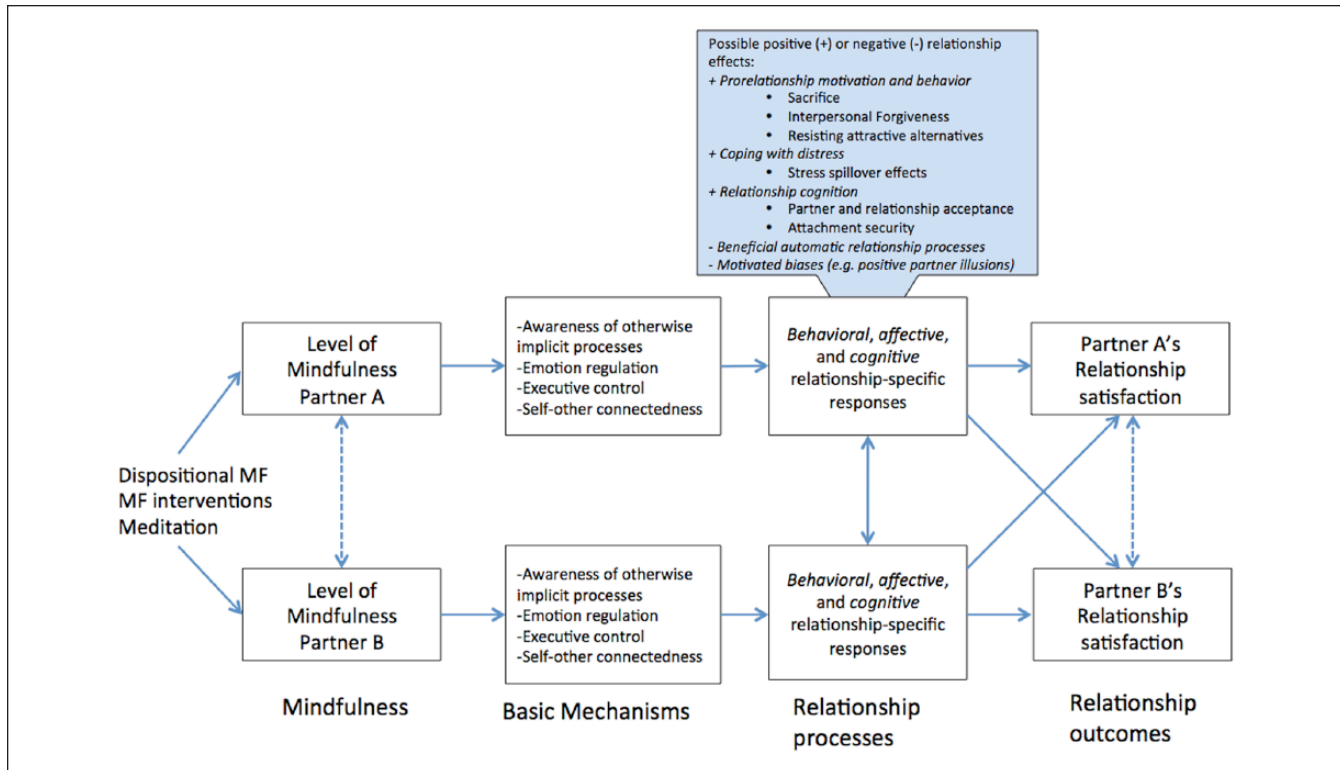 Possible positive (+) or negative (-) relationship
effects:
+ Prorelationship motivation and behavior
• Sacrifice
• Interpersonal Forgiveness
• Resisting attractive alternatives
+ Coping with distress
• Stress spillover effects
+ Relationship cognition
• Partner and relationship acceptance
• Attachment security
- Beneficial automatic relationship processes
- Motivated biases (e.g. positive partner illusions)
Level of
Mindfulness
Partner A
-Awareness of otherwise
implicit processes
-Emotion regulation
-Executive control
-Self-other connectedness
Behavioral, affective,
and cognitive
relationship-specific
responses
Partner A's
Relationship
satisfaction
Dispositional MF
MF interventions
Meditation
Level of
Mindfulness
Partner B
-Awareness of otherwise
implicit processes
-Emotion regulation
-Executive control
-Self-other connectedness
Behavioral, affective,
and cognitive
relationship-specific
responses
Partner B's
Relationship
satisfaction
Mindfulness
Basic Mechanisms
Relationship
processes
Relationship
outcomes